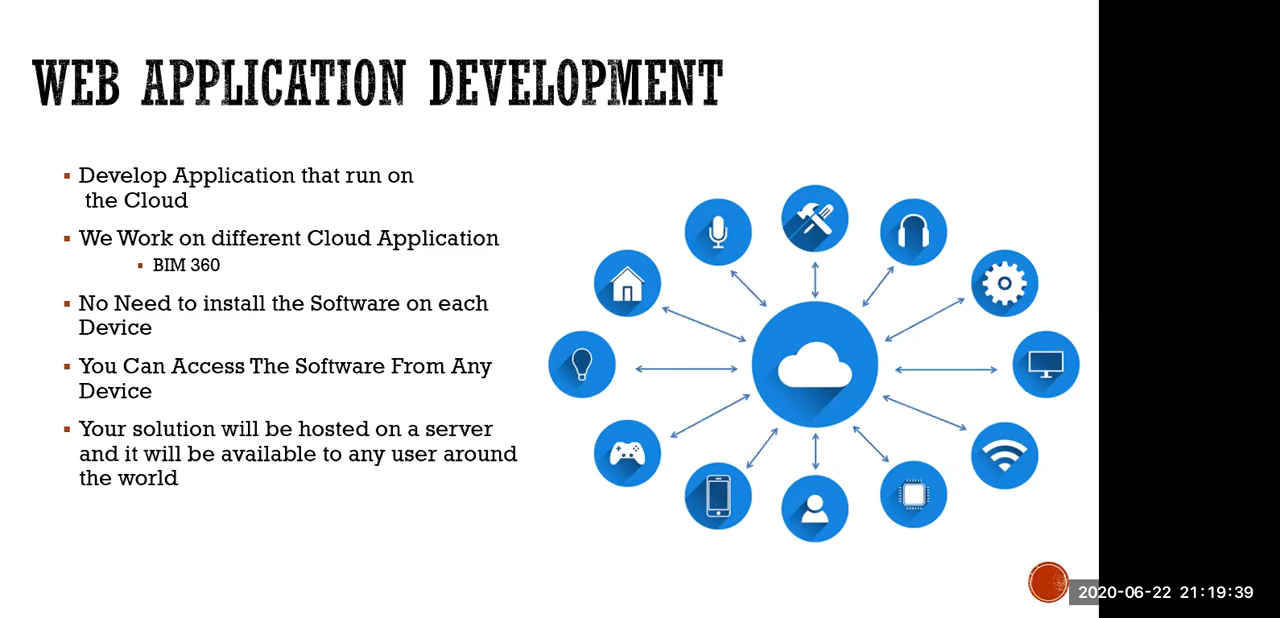 WEB APPLICATION DEVELOPMENT
Develop Application that run on
the Cloud
We Work on different Cloud Application
BIM 360
No Need to install the Software on each
Device
You Can Access The Software From Any
Device
Your solution will be hosted on a server
and it will be available to any user around
the world
2020-06-22 21:19:39